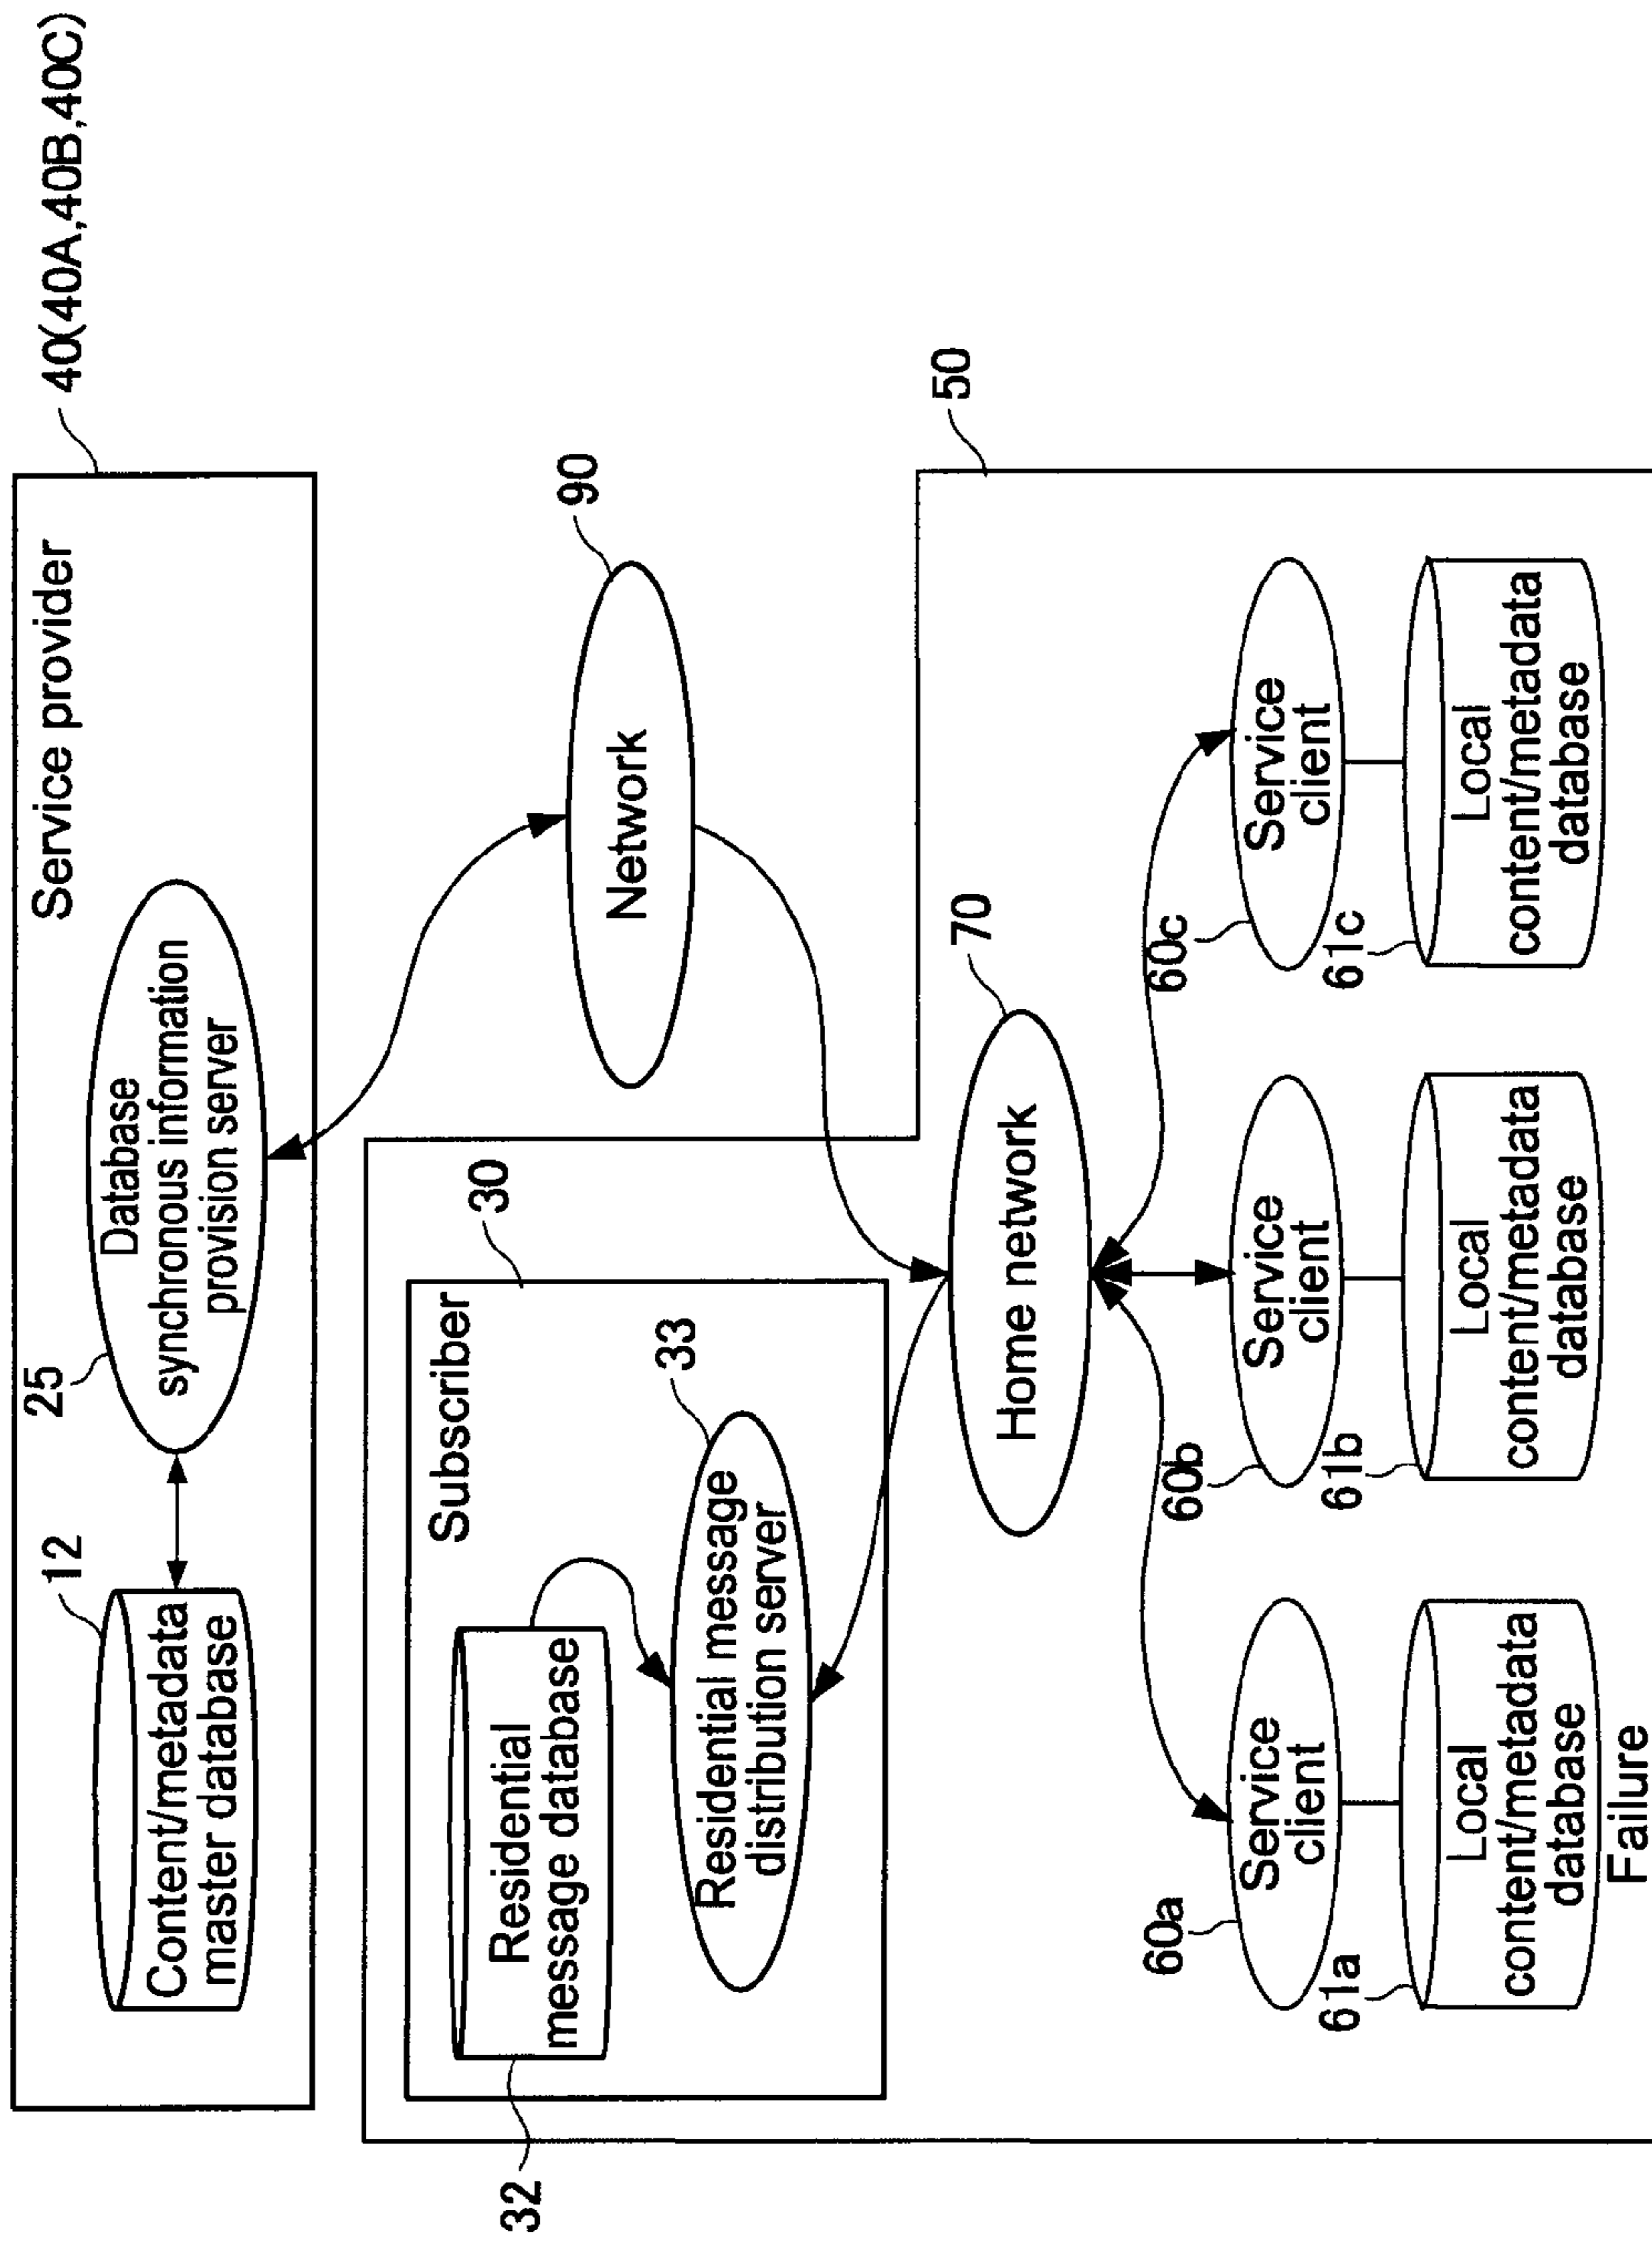 40(40A,40B,40C)
Service provider
12
25
Content/metadata
master database
Database
synchronous information
provision server
90
Network
50
Subscriber
30
32
Residential
message database
33
Residential message
distribution server
70
Home network
60a
Service
client
60b
Service
client
60c
Service
client
61a
Local
content/metadata
database
Failure
61b
Local
content/metadata
database
61c
Local
content/metadata
database